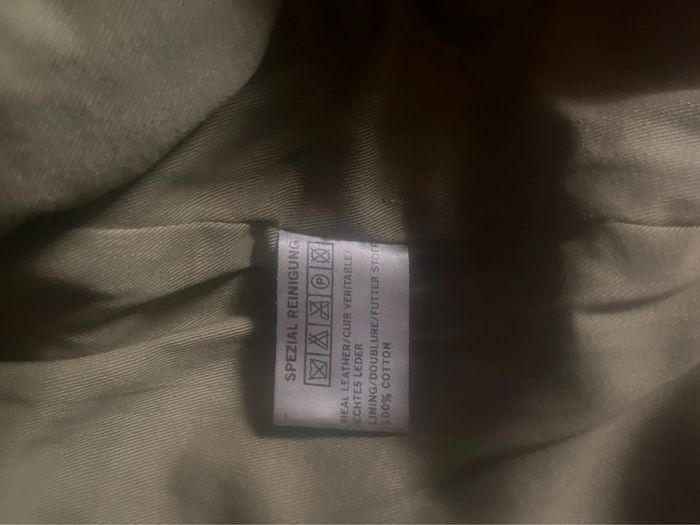 SPEZIAL REINIGUNG
P
REAL LEATHER/CUIR VERITABLE/
ECHTES LEDER
LINING/DOUBLURE/FUTTER STOFF
100% COTTON